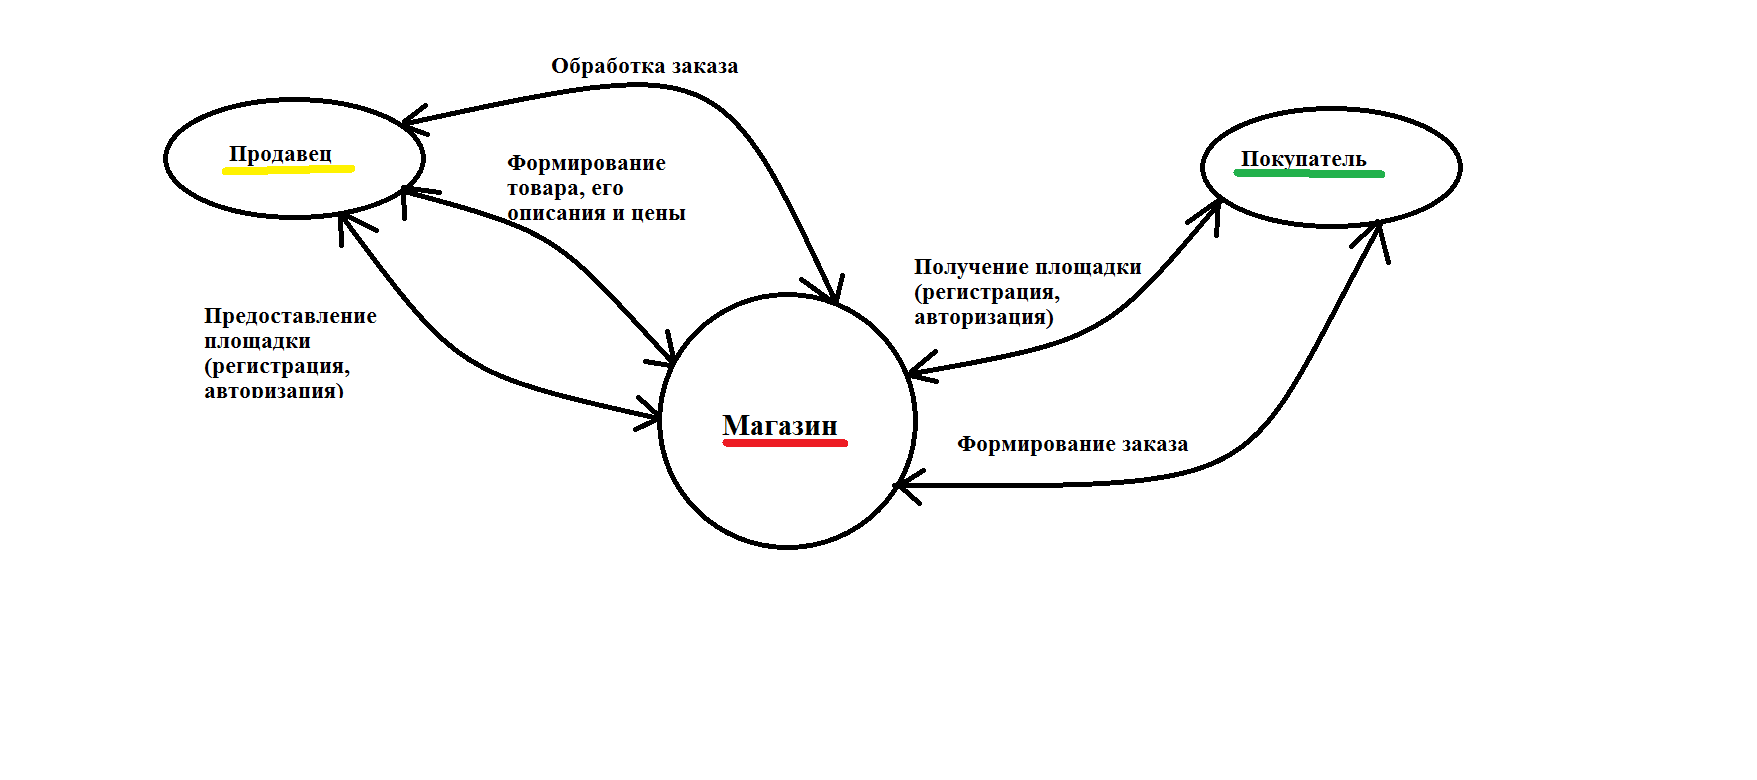 Обработка заказа
Продавец
Формирование
товара, его
описания и цены
Покупатель
Получение площадки
(регистрация,
авторизация)
Предоставление
площадки
(регистрация,
авторизация)
Магазин
Формирование заказа